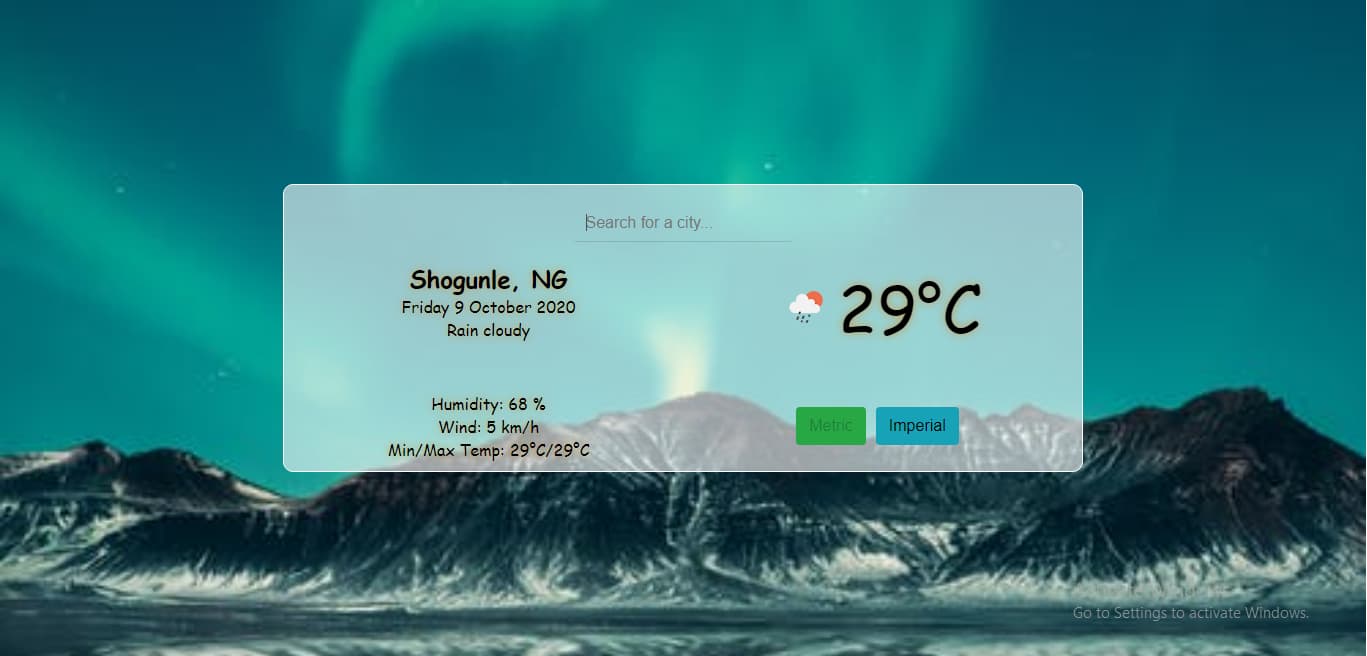 Search for a city...
Shogunle, NG
Friday 9 October 2020
Rain cloudy
29°C
Humidity: 68 %
Wind: 5 km/h
Min/Max Temp: 29°C/29°C
Metric
Imperial
Go to Settings to activate Windows.